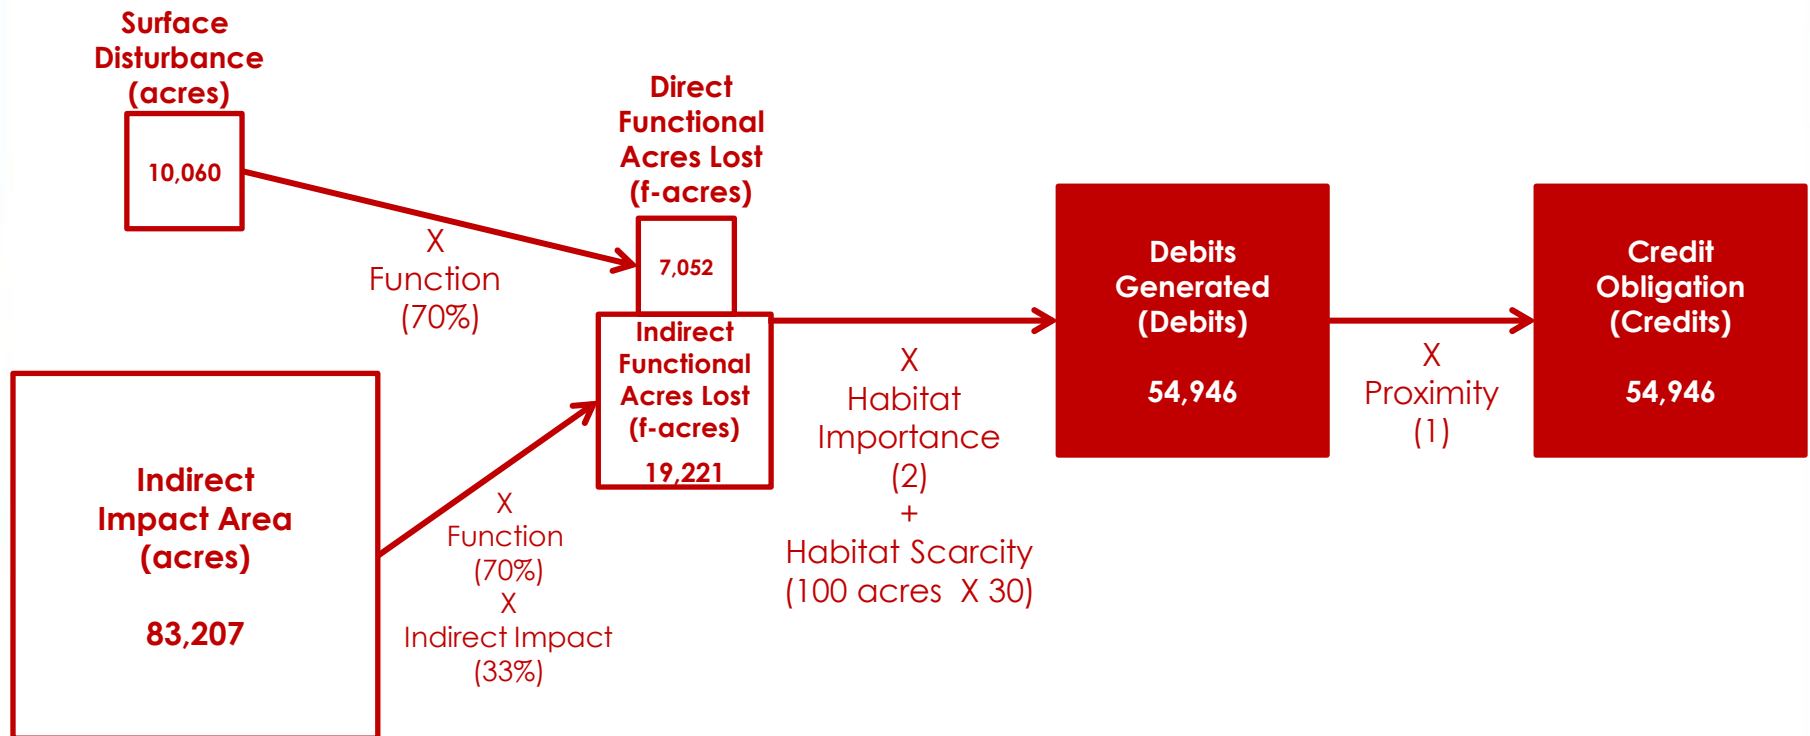 Surface
Disturbance
(acres)
10,060
X
Function
(70%)
Direct
Functional
Acres Lost
(f-acres)
7,052
Indirect
Impact Area
(acres)
83,207
X
Function
(70%)
X
Indirect Impact
(33%)
Indirect
Functional
Acres Lost
(f-acres)
19,221
X
Habitat
Importance
(2)
+
Habitat Scarcity
(100 acres X 30)
Debits
Generated
(Debits)
54,946
X
Proximity
(1)
Credit
Obligation
(Credits)
54,946